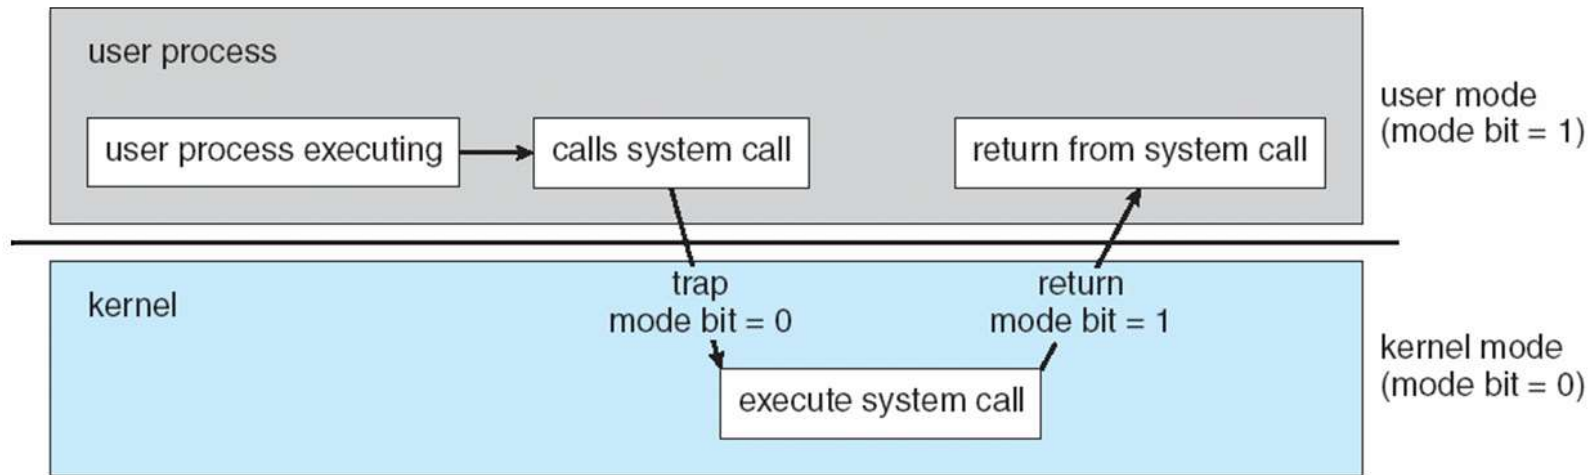 user process
user process executing
calls system call
return from system call
user mode
(mode bit = 1)
kernel
trap
mode bit = 0
return
mode bit = 1
execute system call
kernel mode
(mode bit = 0)